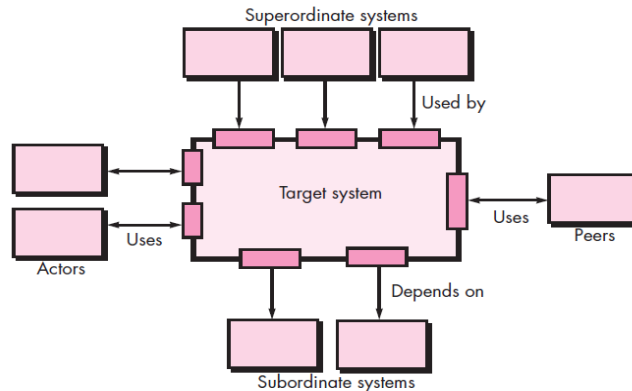 Superordinate systems
Used by
Target system
Uses
Uses
Actors
Peers
Depends on
Subordinate systems